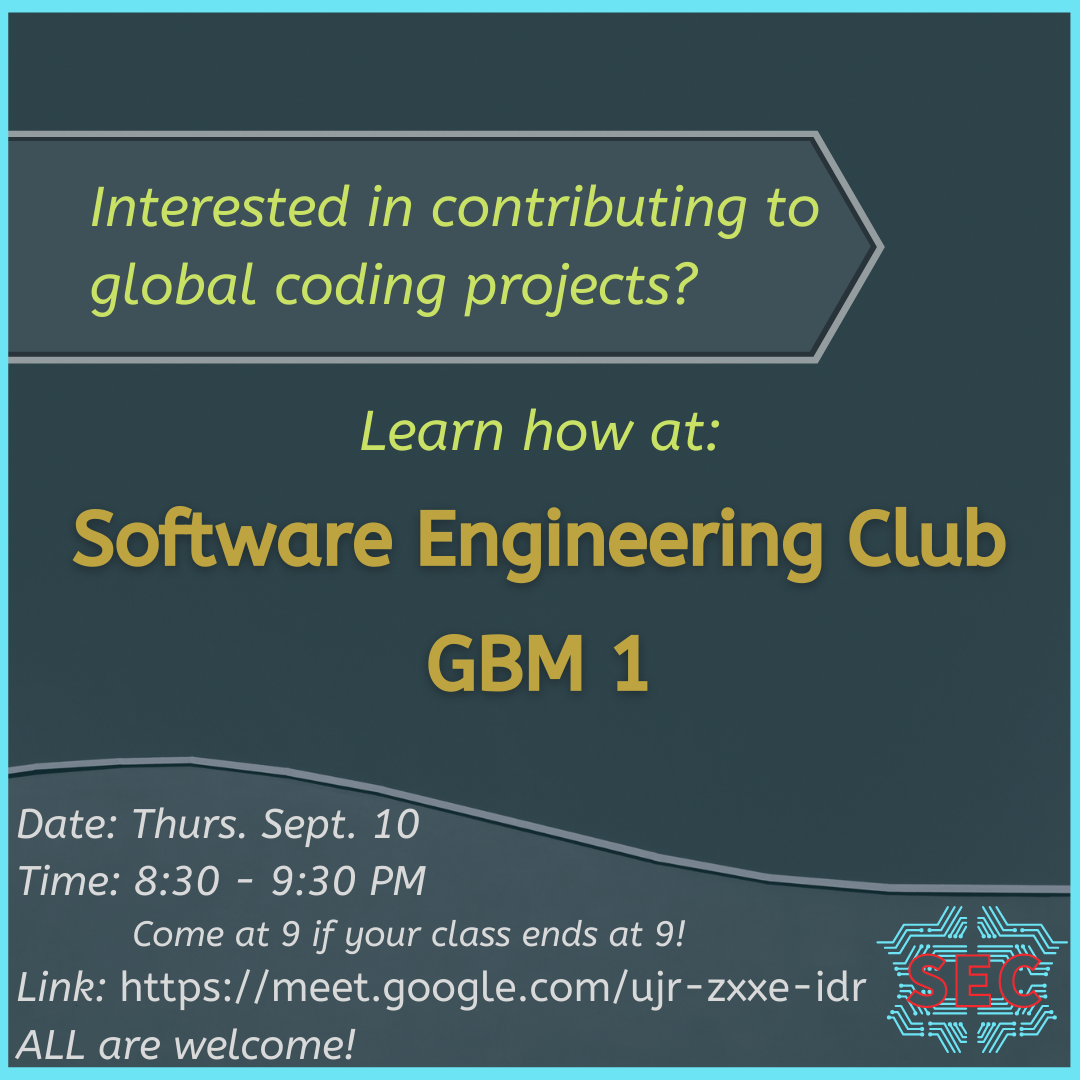 Interested in contributing to
global coding projects?
Learn how at:
Software Engineering Club
GBM 1
Date: Thurs. Sept. 10
Time: 8:30 - 9:30 PM
Come at 9 if your class ends at 9!
Link: https://meet.google.com/ujr-zxxe-idr
SEC
ALL are welcome!